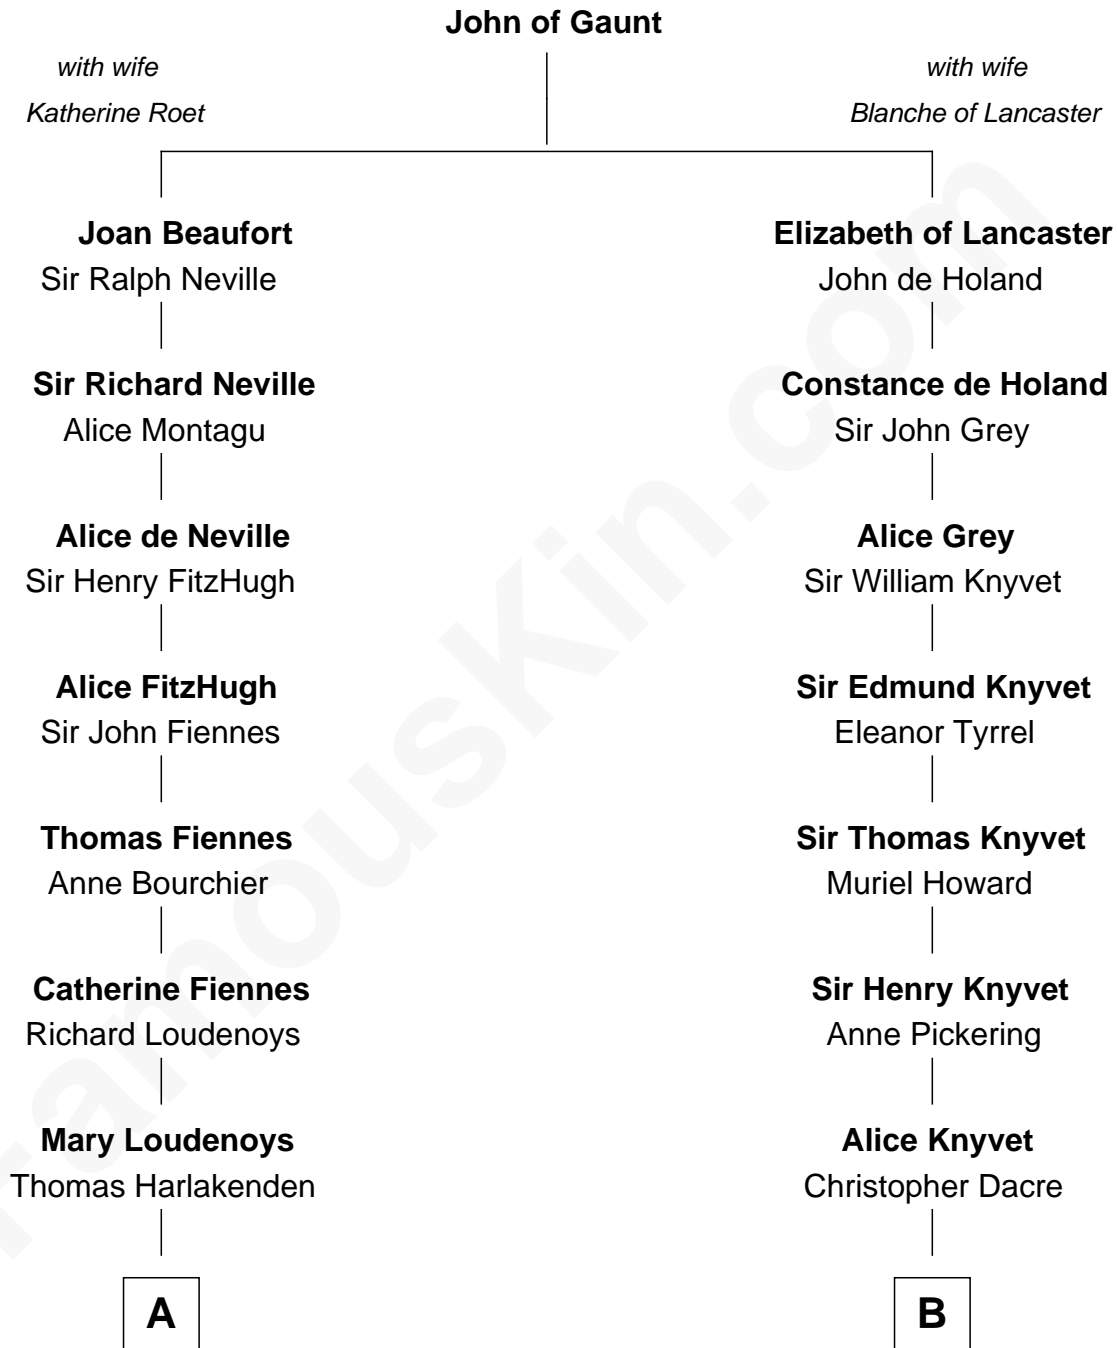 John of Gaunt
with wife
Katherine Roet
with wife
Blanche of Lancaster
Joan Beaufort
Sir Ralph Neville
Elizabeth of Lancaster
John de Holand
Sir Richard Neville
Alice Montagu
Constance de Holand
Sir John Grey
Alice de Neville
Sir Henry FitzHugh
Alice Grey
Sir William Knyvet
Alice FitzHugh
Sir John Fiennes
Sir Edmund Knyvet
Eleanor Tyrrel
Thomas Fiennes
Anne Bourchier
Sir Thomas Knyvet
Muriel Howard
Catherine Fiennes
Richard Loudenoys
Sir Henry Knyvet
Anne Pickering
Mary Loudenoys
Thomas Harlakenden
Alice Knyvet
Christopher Dacre
A
B
FamousKin.com